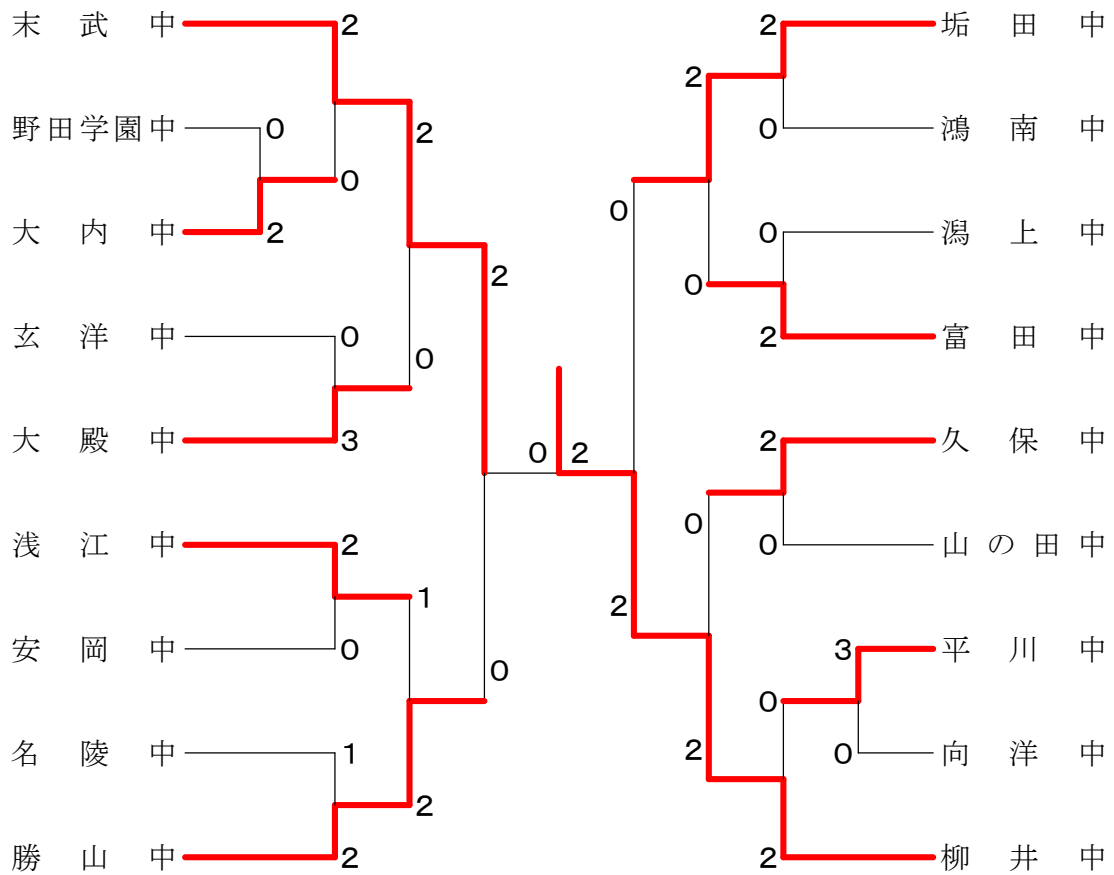 末武中 2 2 垢田中
2
2
野田学園中 0 0 鴻南中
0 0
大内中 2 0 潟上中
2 0
玄洋中 0 2 富田中
0
大殿中 3 2 久保中
0 2
0
浅江中 2 0 山の田中
1 2
安岡中 0 3 平川中
0 0
名陵中 1 2 0 向洋中
2
勝山中 2 2 柳井中